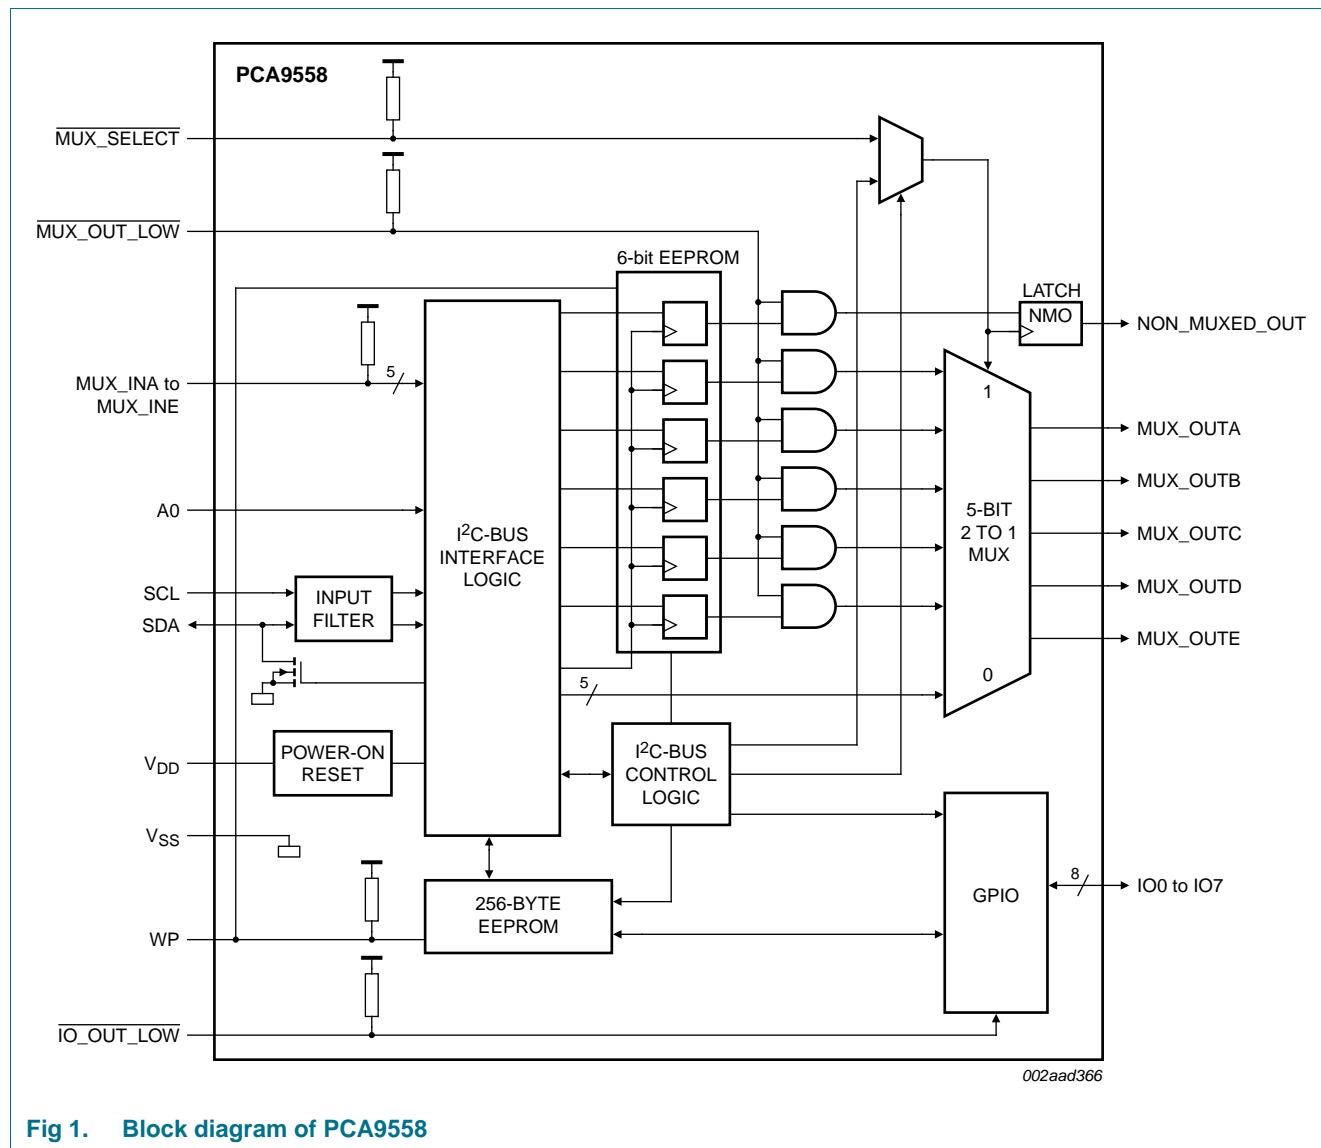 PCA9558
MUX_SELECT
MUX_OUT_LOW
6-bit EEPROM
LATCH
NMO
NON_MUXED_OUT
MUX_INA to
MUX_INE
5
1
MUX_OUTA
MUX_OUTB
MUX_OUTC
MUX_OUTD
MUX_OUTE
A0
I2C-BUS
INTERFACE
LOGIC
5-BIT
2 TO 1
MUX
SCL
SDA
INPUT
FILTER
5
0
VDD
POWER-ON
RESET
I2C-BUS
CONTROL
LOGIC
VSS
256-BYTE
EEPROM
GPIO
8
IO0 to IO7
WP
IO_OUT_LOW
002aad366
Fig 1. Block diagram of PCA9558